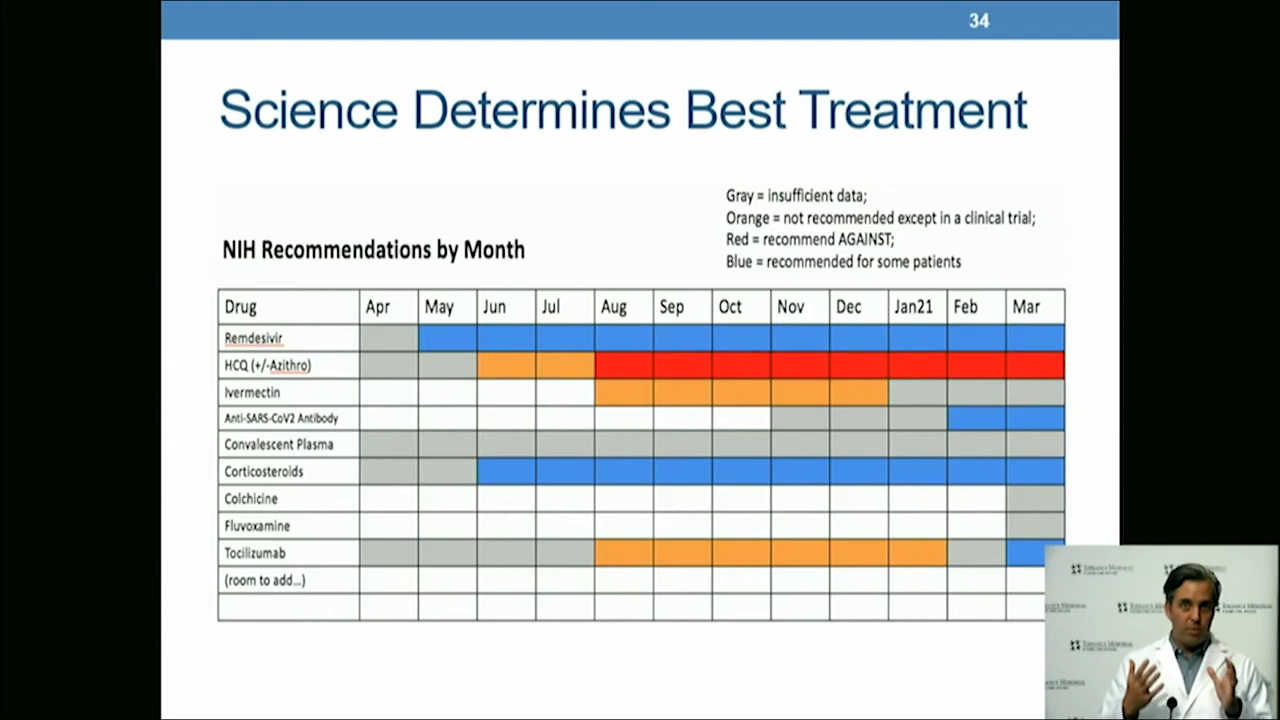 34
Science Determines Best Treatment
Gray = insufficient data;
Orange = not recommended except in a clinical trial;
Red = recommend AGAINST;
Blue = recommended for some patients
NIH Recommendations by Month
Drug Apr May Jun Jul Aug Sep Oct Nov Dec Jan21 Feb Mar
Remdesivir
HCQ (+/-Azithro)
Ivermectin
Anti-SARS-CoV2 Antibody
Convalescent Plasma
Corticosteroids
Colchicine
Fluvoxamine
Tocilizumab
(room to add...)